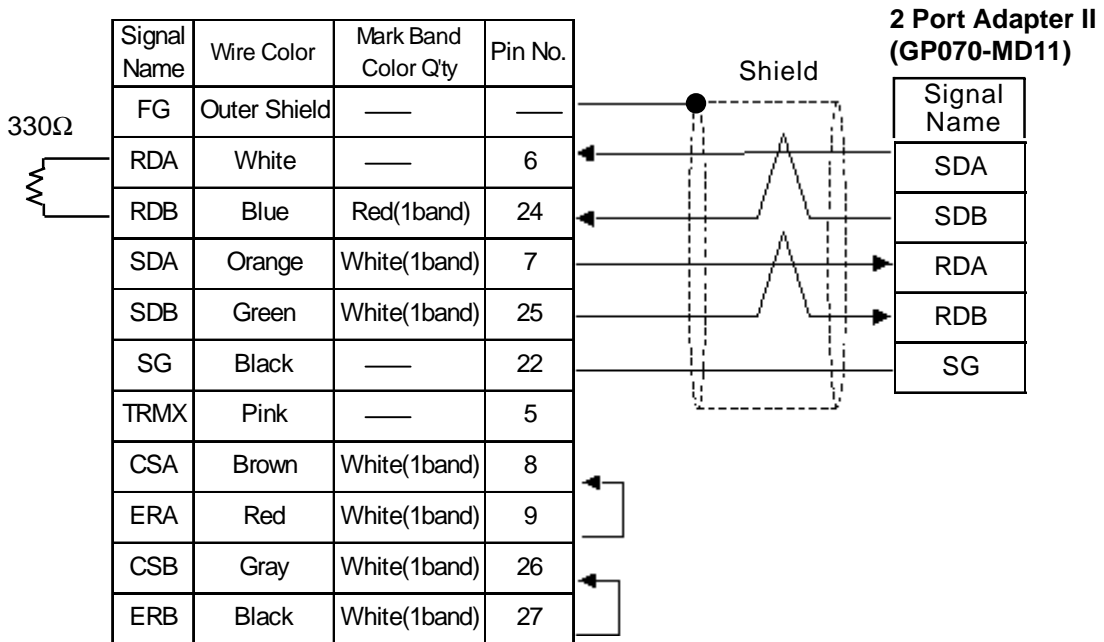 2 Port Adapter II
(GP070-MD11)
Shield
330Ω
Signal Name Wire Color Mark Band Color Q'ty Pin No.
FG Outer Shield —— ——
RDA White —— 6
RDB Blue Red(1band) 24
SDA Orange White(1band) 7
SDB Green White(1band) 25
SG Black —— 22
TRMX Pink —— 5
CSA Brown White(1band) 8
ERA Red White(1band) 9
CSB Gray White(1band) 26
ERB Black White(1band) 27
Signal
Name
SDA
SDB
RDA
RDB
SG